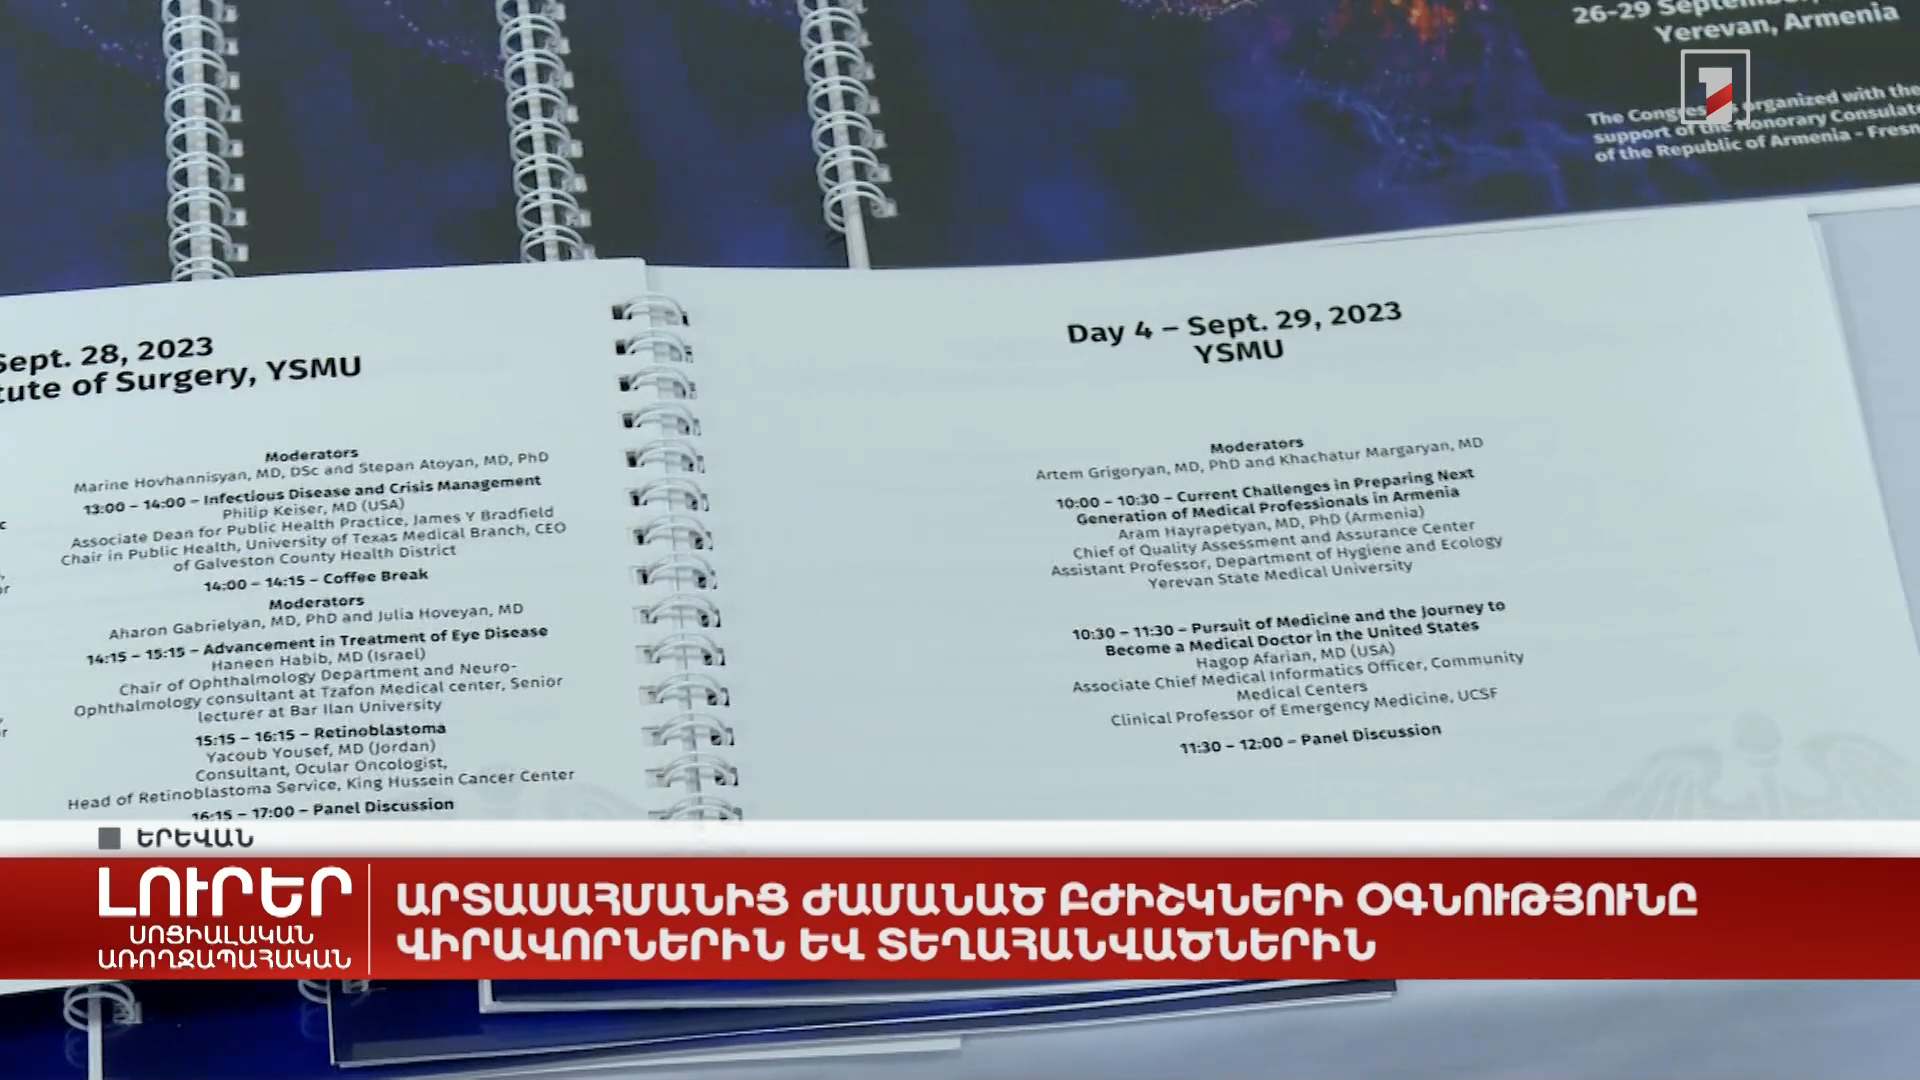 26-29 September
Yerevan, Armenia
The Congress is organized with the
support of the Honorary Consulate
of the Republic of Armenia - Fresn
Sept. 28, 2023
tute of Surgery, YSMU
Moderators
Marine Hovhannisyan, MD, DSc and Stepan Atoyan, MD, PhD
13:00 – 14:00 – Infectious Disease and Crisis Management
Philip Keiser, MD (USA)
Associate Dean for Public Health Practice, James Y Bradfield
Chair in Public Health, University of Texas Medical Branch, CEO
of Galveston County Health District
14:00 – 14:15 – Coffee Break
Moderators
Aharon Gabrielyan, MD, PhD and Julia Hoveyan, MD
14:15 – 15:15 – Advancement in Treatment of Eye Disease
Haneen Habib, MD (Israel)
Chair of Ophthalmology Department and Neuro-
Ophthalmology consultant at Tzafon Medical center, Senior
lecturer at Bar Ilan University
15:15 – 16:15 – Retinoblastoma
Yacoub Yousef, MD (Jordan)
Consultant, Ocular Oncologist,
Head of Retinoblastoma Service, King Hussein Cancer Center
16:15 – 17:00 – Panel Discussion
Day 4 – Sept. 29, 2023
YSMU
Moderators
Artem Grigoryan, MD, PhD and Khachatur Margaryan, MD
10:00 – 10:30 – Current Challenges in Preparing Next
Generation of Medical Professionals in Armenia
Aram Hayrapetyan, MD, PhD (Armenia)
Chief of Quality Assessment and Assurance Center
Assistant Professor, Department of Hygiene and Ecology
Yerevan State Medical University
10:30 – 11:30 – Pursuit of Medicine and the Journey to
Become a Medical Doctor in the United States
Hagop Afarian, MD (USA)
Associate Chief Medical Informatics Officer, Community
Medical Centers
Clinical Professor of Emergency Medicine, UCSF
11:30 – 12:00 – Panel Discussion
ԵՐԵՎԱՆ
ԼՈՒՐԵՐ
ՍՈՑԻԱԼԱԿԱՆ
ԱՌՈՂՋԱՊԱՀԱԿԱՆ
ԱՐՏԱՍԱՀՄԱՆԻՑ ԺԱՄԱՆԱԾ ԲԺԻՇԿՆԵՐԻ ՕԳՆՈՒԹՅՈՒՆԸ
ՎԻՐԱՎՈՐՆԵՐԻՆ ԵՎ ՏԵՂԱՀԱՆՎԱԾՆԵՐԻՆ